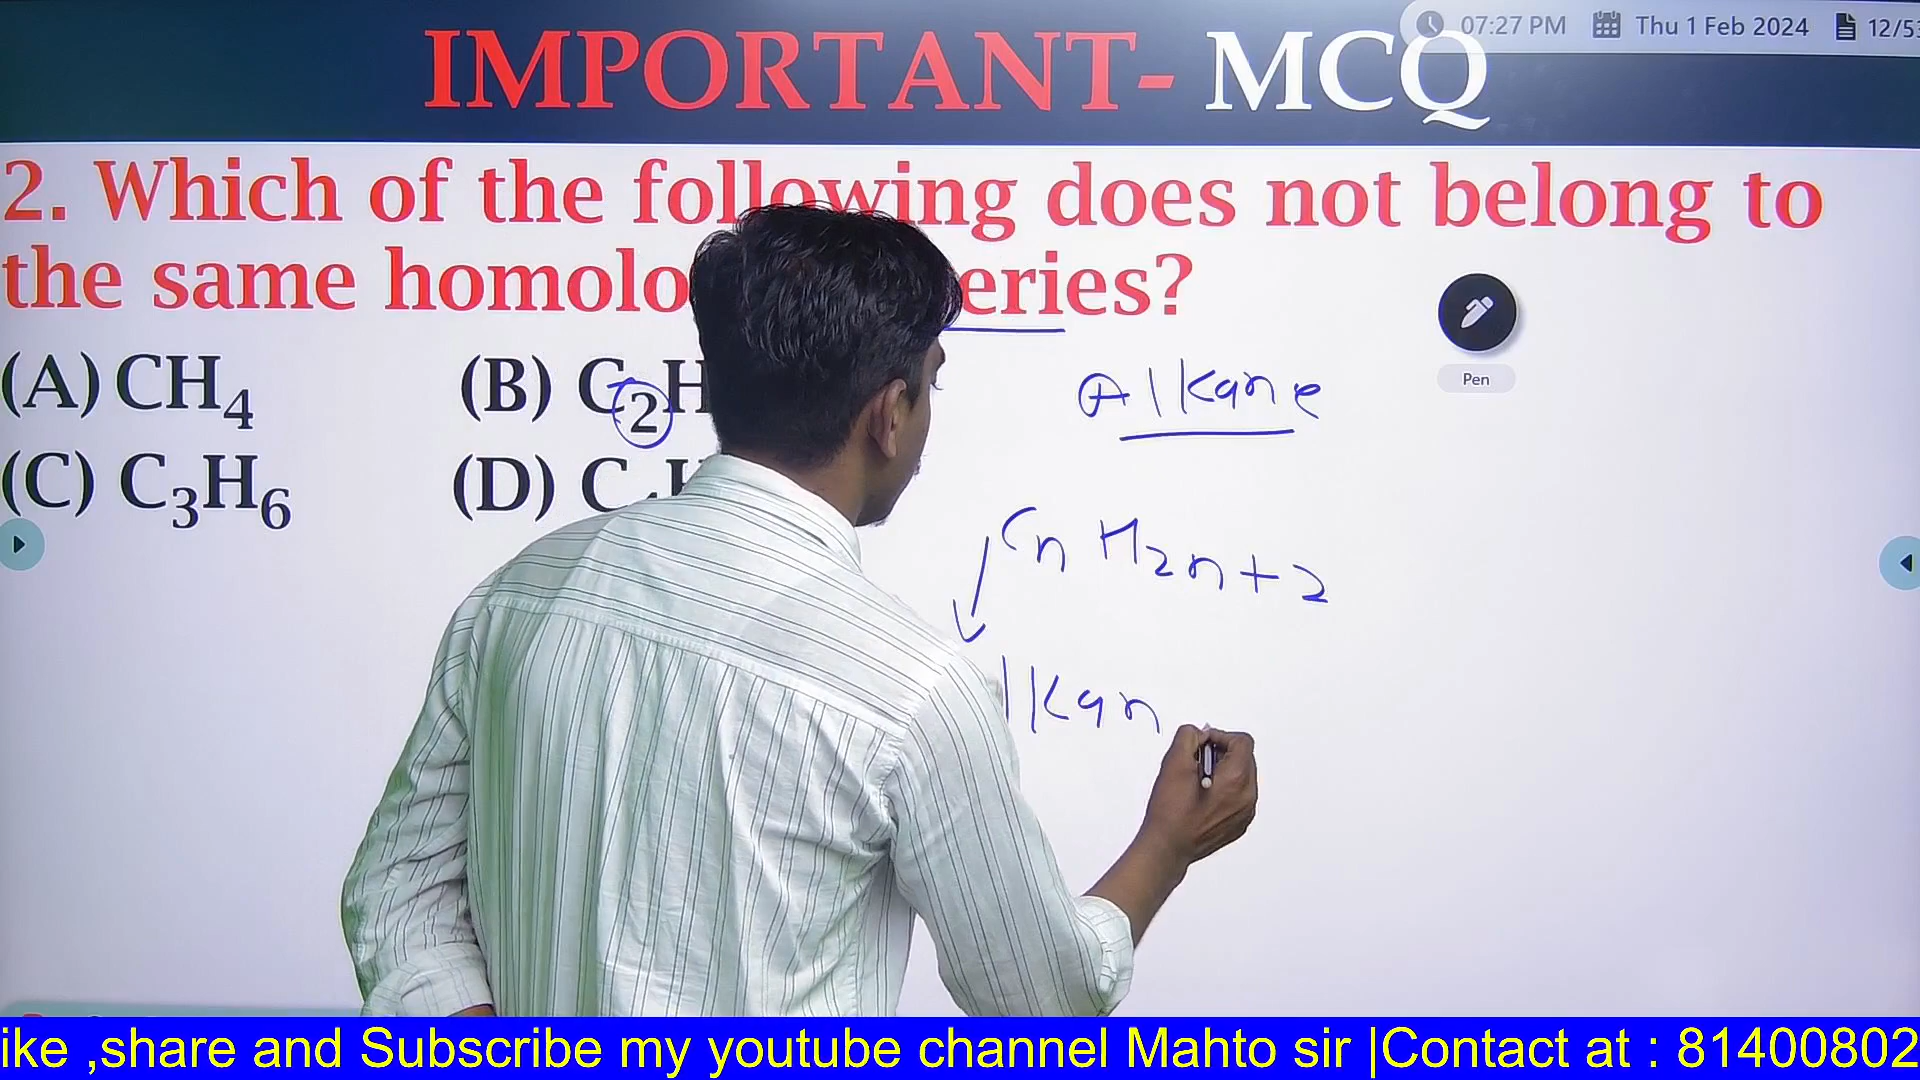 07:27 PM Thu 1 Feb 2024 12/53
IMPORTANT- MCQ
2. Which of the following does not belong to
the same homolo eries?
(A) CH₄ (B) C₂H
(C) C₃H₆ (D) C
Pen
Alkane
CnH2n+2
lkan
ike ,share and Subscribe my youtube channel Mahto sir |Contact at : 81400802